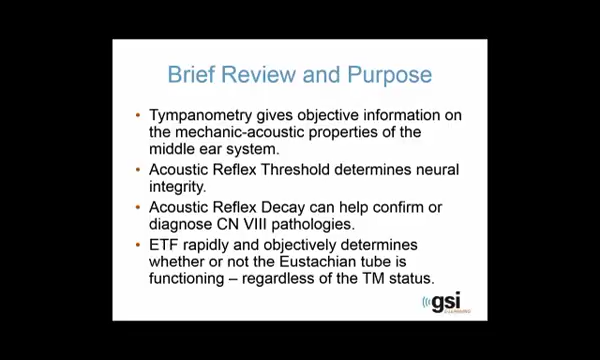 Brief Review and Purpose
• Tympanometry gives objective information on
the mechanic-acoustic properties of the
middle ear system.
• Acoustic Reflex Threshold determines neural
integrity.
• Acoustic Reflex Decay can help confirm or
diagnose CN VIII pathologies.
• ETF rapidly and objectively determines
whether or not the Eustachian tube is
functioning – regardless of the TM status.
gsi